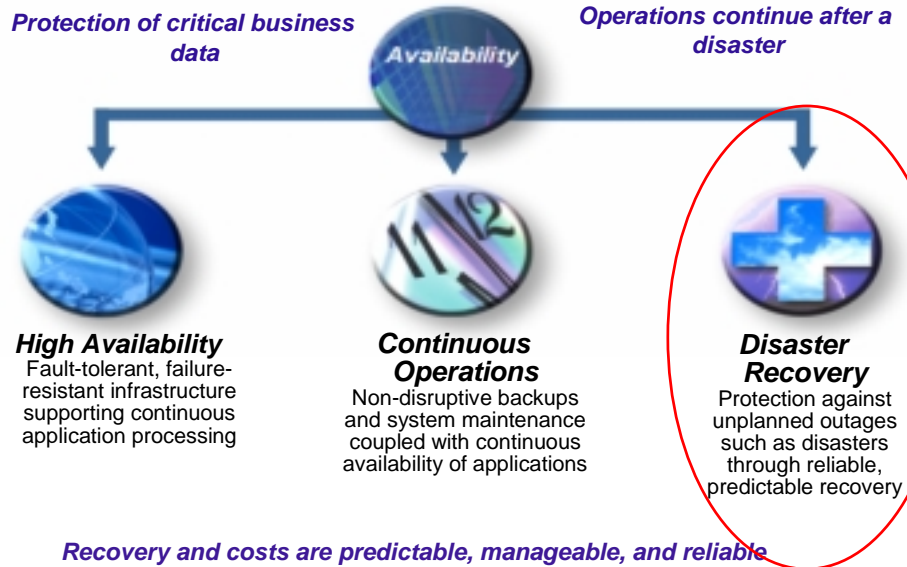 Protection of critical business
data
Operations continue after a
disaster
Availability
11 12
High Availability
Fault-tolerant, failure-
resistant infrastructure
supporting continuous
application processing
Continuous
Operations
Non-disruptive backups
and system maintenance
coupled with continuous
availability of applications
Disaster
Recovery
Protection against
unplanned outages
such as disasters
through reliable,
predictable recovery
Recovery and costs are predictable, manageable, and reliable